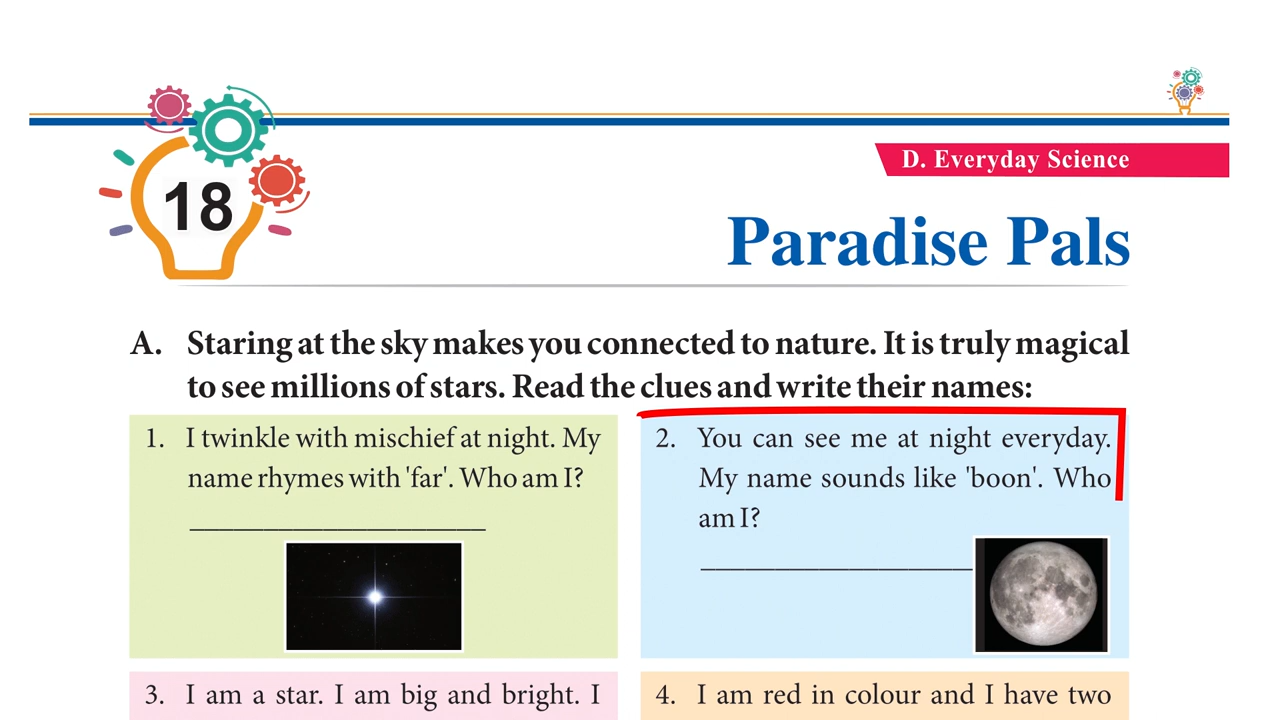 18
D. Everyday Science
Paradise Pals
A. Staring at the sky makes you connected to nature. It is truly magical
to see millions of stars. Read the clues and write their names:
1. I twinkle with mischief at night. My
name rhymes with 'far'. Who am I?
2. You can see me at night everyday.
My name sounds like 'boon'. Who
am I?
3. I am a star. I am big and bright. I
4. I am red in colour and I have two